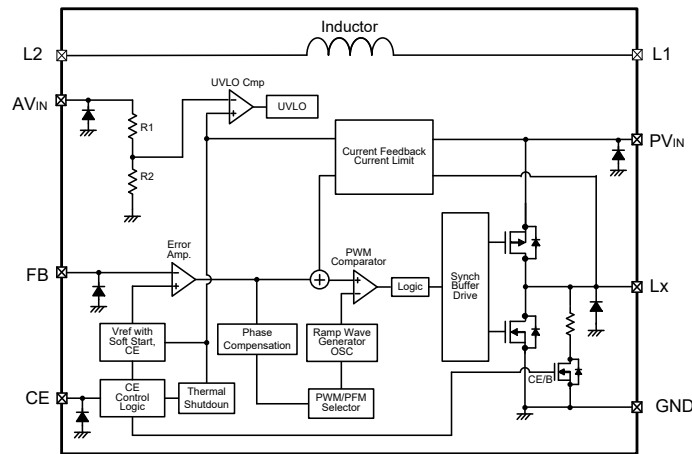 Inductor
L2
L1
UVLO Cmp
UVLO
AVIN
R1
R2
Current Feedback
Current Limit
PVIN
FB
Error
Amp.
PWM
Comparator
Logic
Synch
Buffer
Drive
Lx
Vref with
Soft Start,
CE
Phase
Compensation
Ramp Wave
Generator
OSC
CE
CE
Control
Logic
Thermal
Shutdoun
PWM/PFM
Selector
CE/B
GND